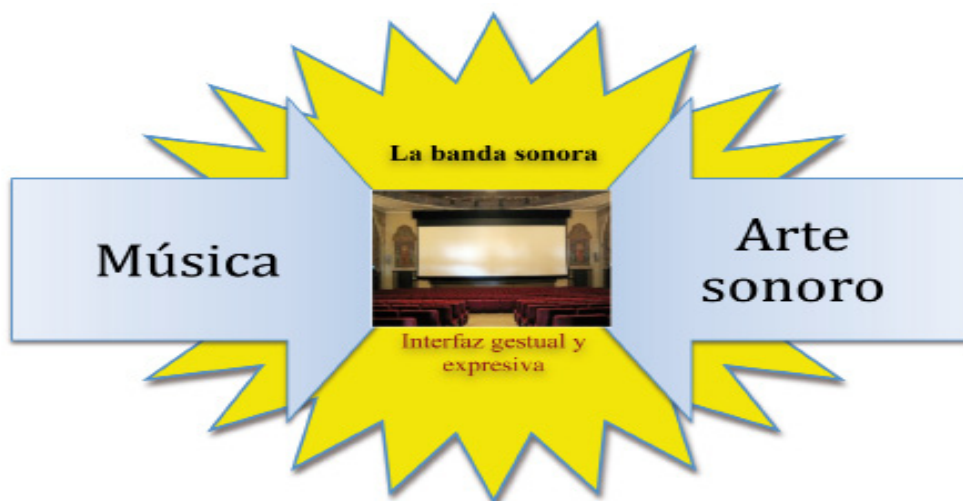 La banda sonora
Música
Arte
sonoro
Interfaz gestual y
expresiva